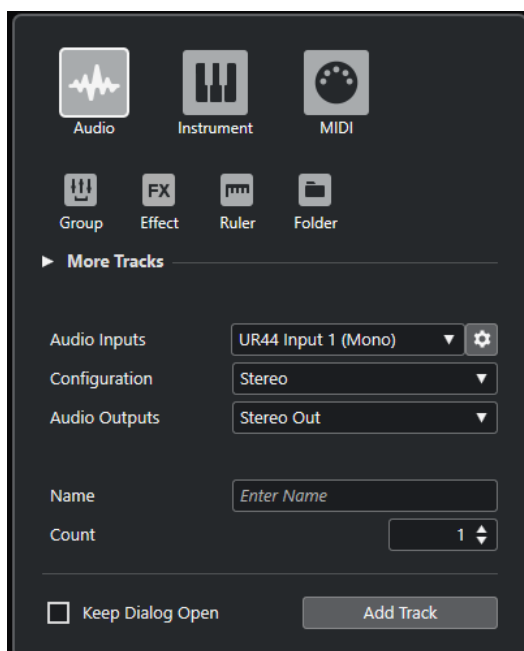 Audio Instrument MIDI
FX
Group Effect Ruler Folder
More Tracks
Audio Inputs UR44 Input 1 (Mono)
Configuration Stereo
Audio Outputs Stereo Out
Name Enter Name
Count 1
Keep Dialog Open Add Track